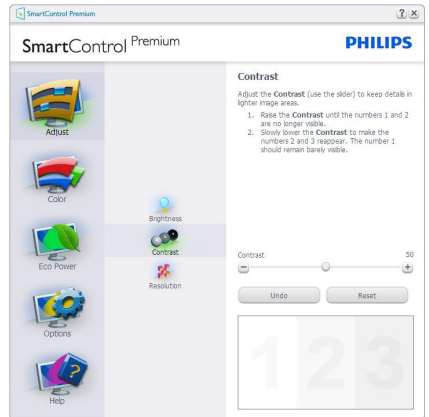 SmartControl Premium
? ×
SmartControl Premium
PHILIPS
Adjust
Color
Eco Power
Options
Help
Brightness
Contrast
Resolution
Contrast
Adjust the Contrast (use the slider) to keep details in
lighter image areas.
1. Raise the Contrast until the numbers 1 and 2
are no longer visible.
2. Slowly lower the Contrast to make the
numbers 2 and 3 reappear. The number 1
should remain barely visible.
Contrast 50
Undo Reset
1 2 3